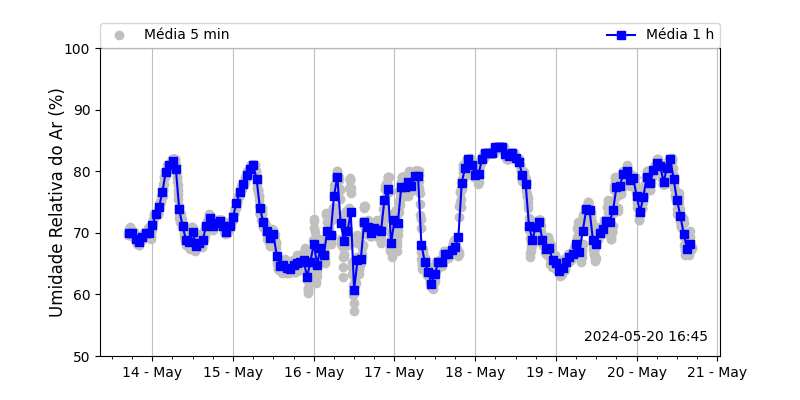 Média 5 min Média 1 h
100
90
80
70
60
50
Umidade Relativa do Ar (%)
2024-05-20 16:45
14 - May 15 - May 16 - May 17 - May 18 - May 19 - May 20 - May 21 - May